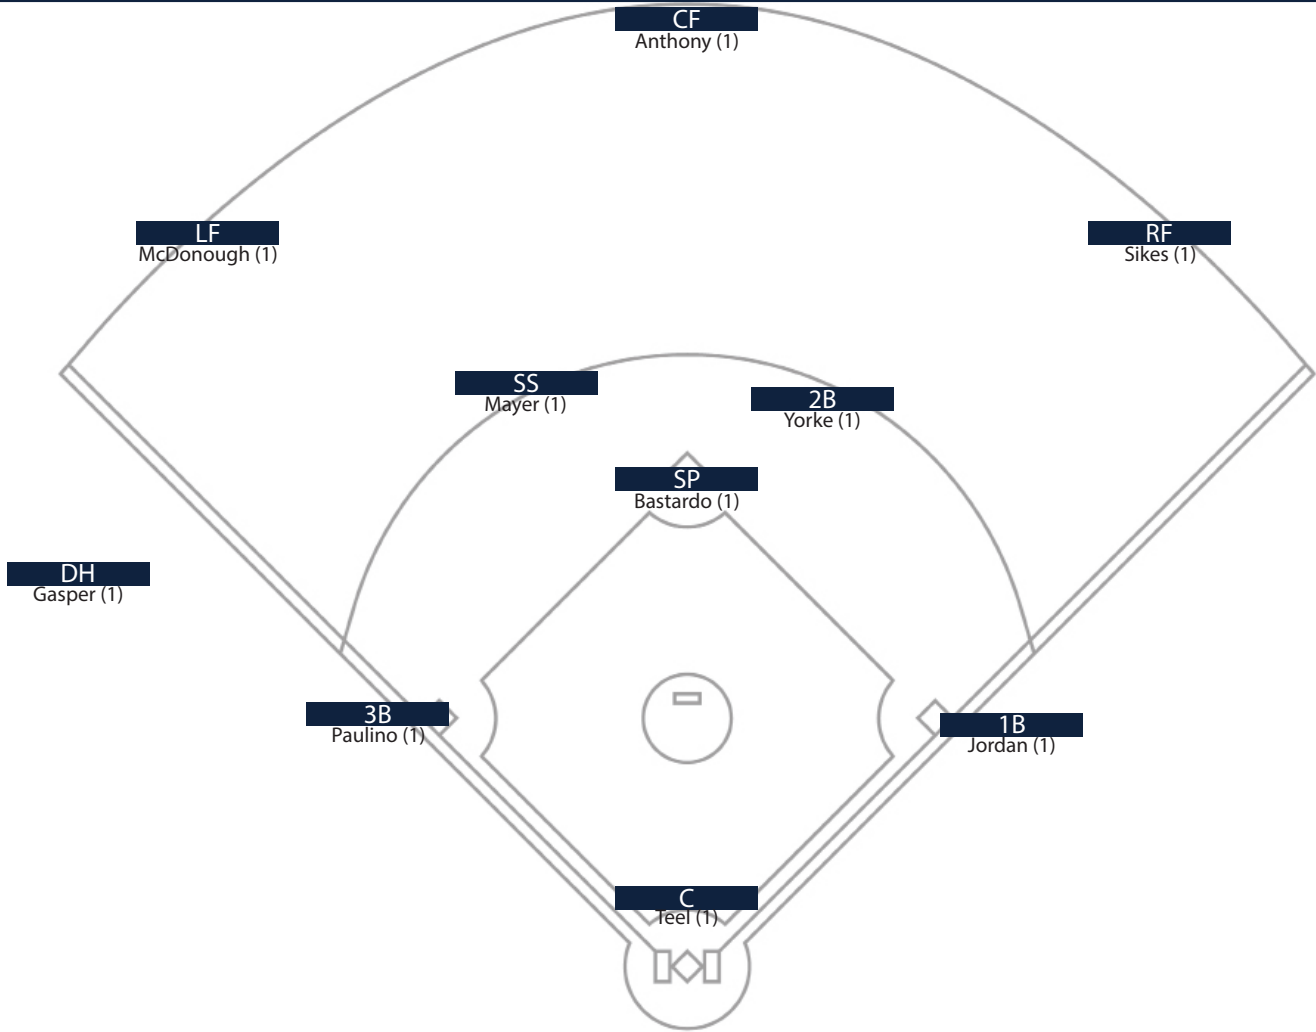 CF
Anthony (1)
LF
McDonough (1)
RF
Sikes (1)
SS
Mayer (1)
2B
Yorke (1)
SP
Bastardo (1)
DH
Gasper (1)
3B
Paulino (1)
1B
Jordan (1)
C
Teel (1)